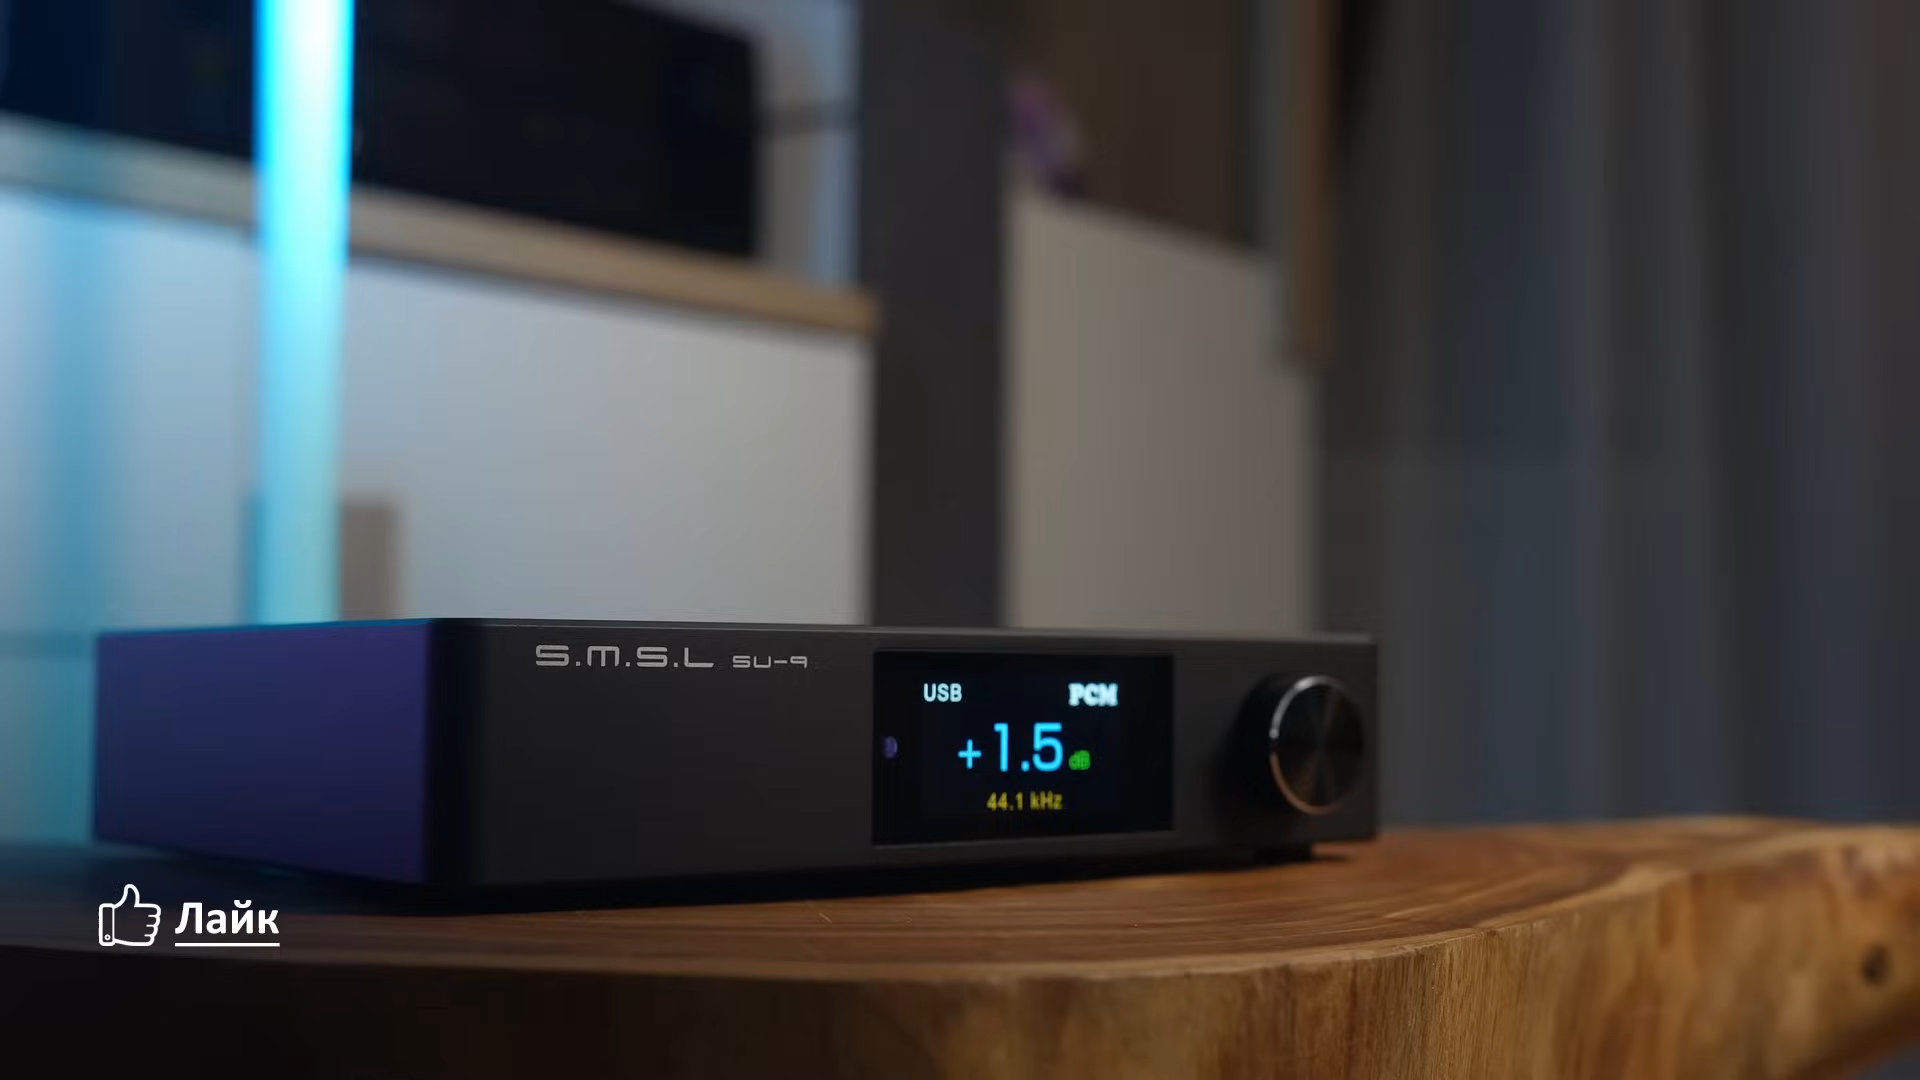 S.M.S.L SU-9
USB PCM
+1.5 dB
44.1 kHz
Лайк